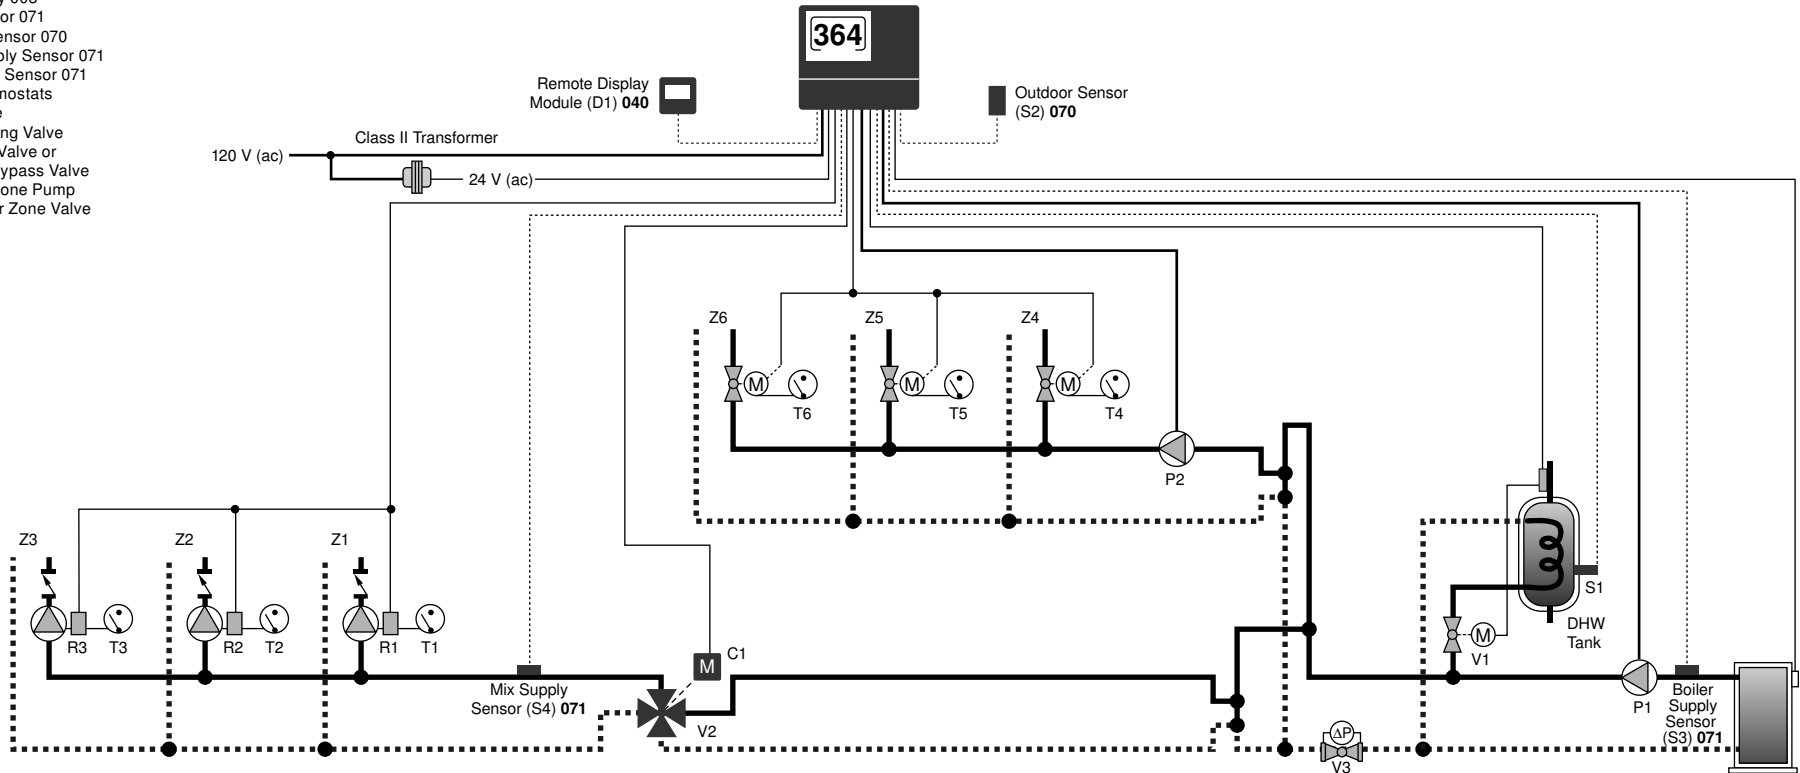 or 071
ensor 070
ply Sensor 071
Sensor 071
mostats
ng Valve
Valve or
ypass Valve
one Pump
r Zone Valve
364
Remote Display
Module (D1) 040
Outdoor Sensor
(S2) 070
Class II Transformer
120 V (ac)
24 V (ac)
Z6
Z5
Z4
M
M
M
T6
T5
T4
P2
Z3
Z2
Z1
R3
T3
R2
T2
R1
T1
M
C1
Mix Supply
Sensor (S4) 071
V2
S1
DHW
Tank
M
V1
P1
Boiler
Supply
Sensor
(S3) 071
ΔP
V3